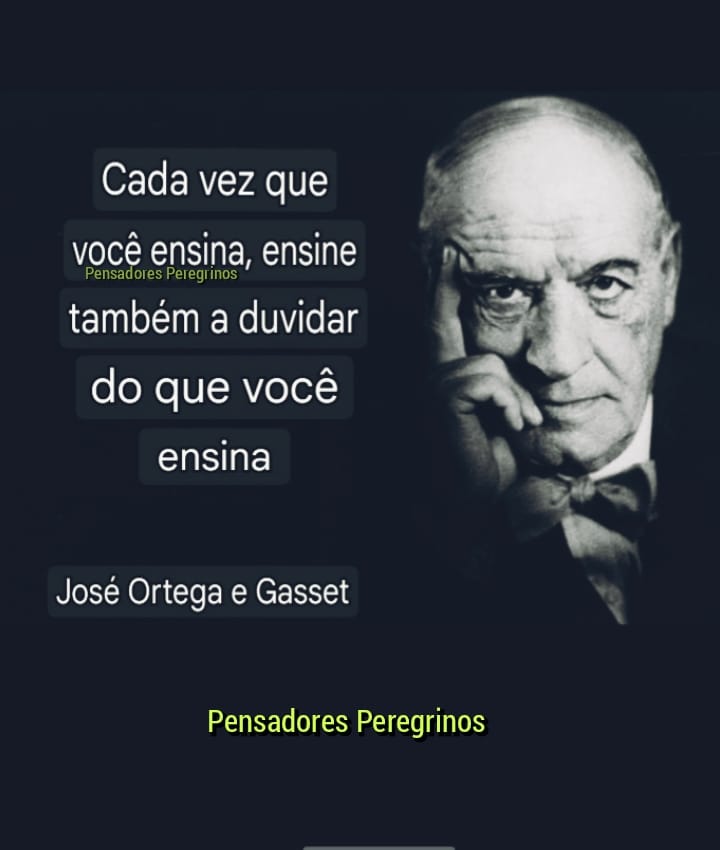 Cada vez que
você ensina, ensine
Pensadores Peregrinos
também a duvidar
do que você
ensina
José Ortega e Gasset
Pensadores Peregrinos